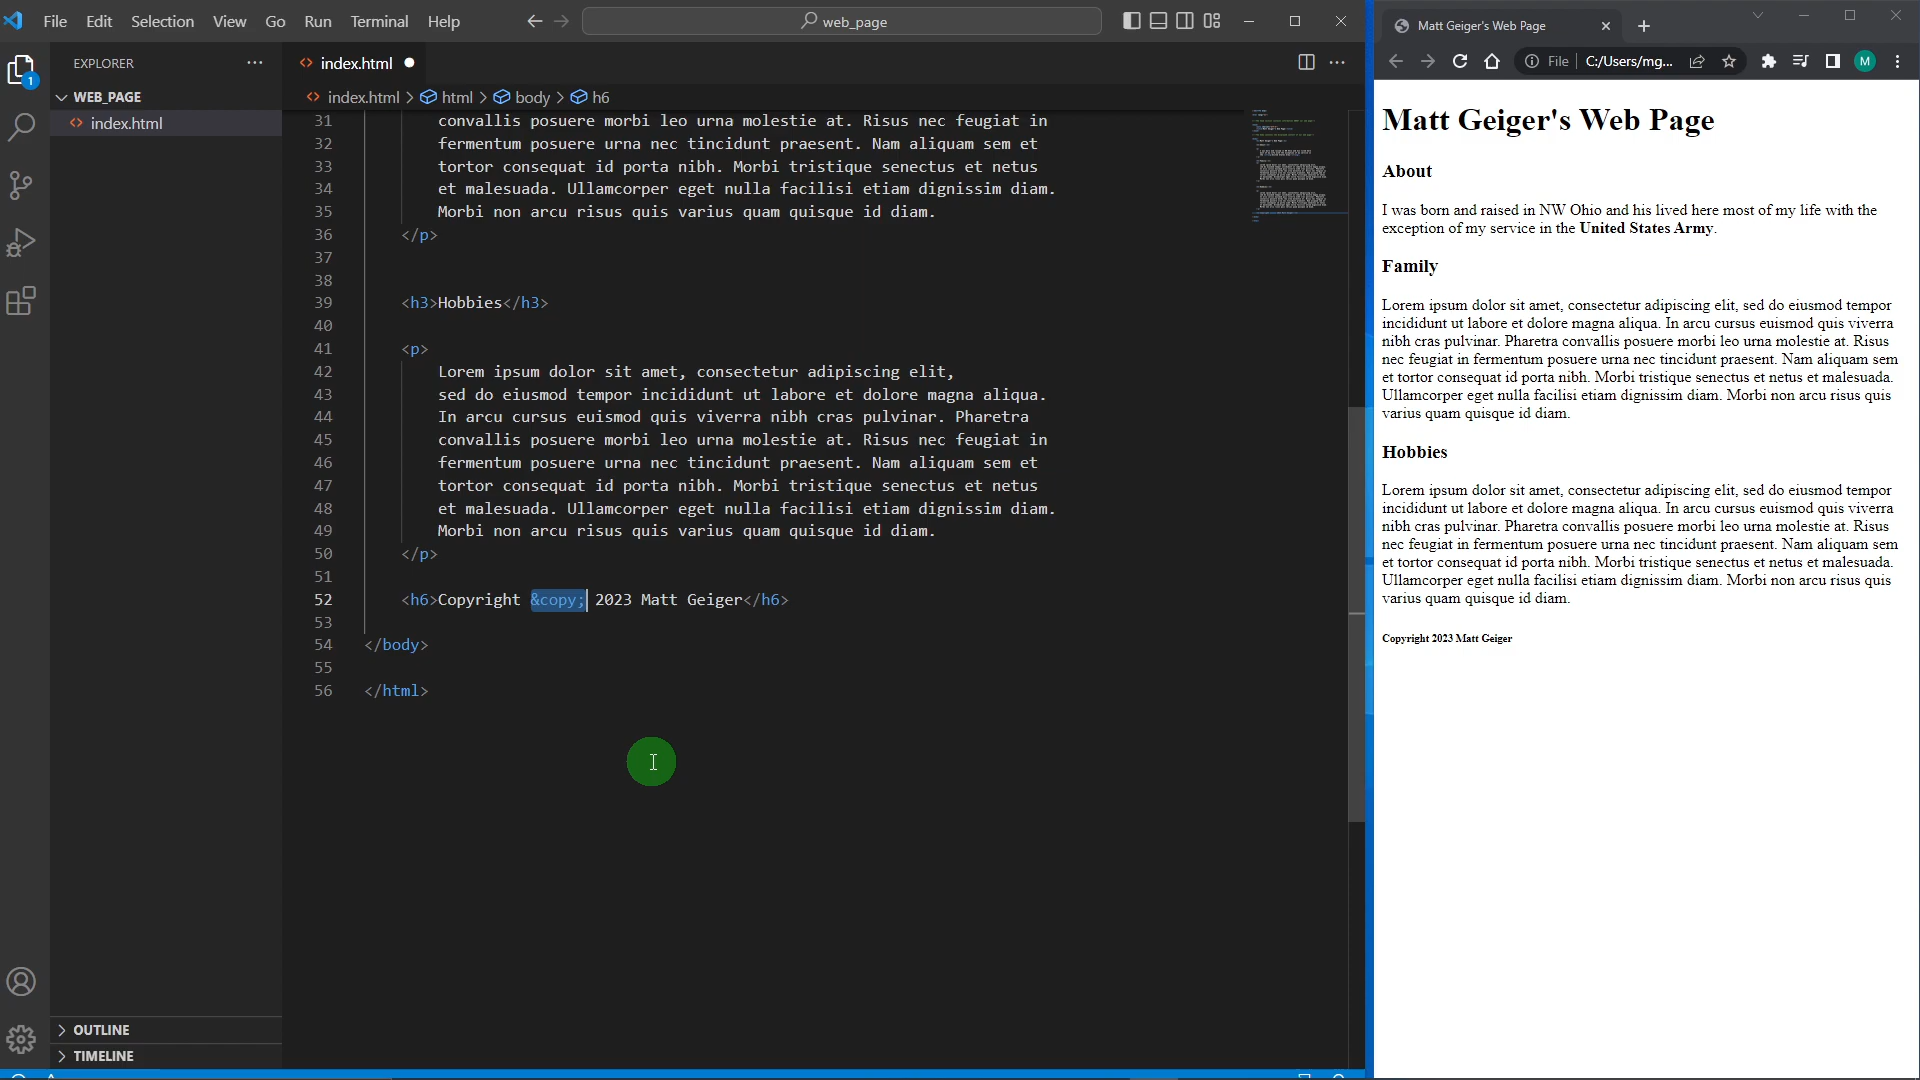 File Edit Selection View Go Run Terminal Help
web_page
EXPLORER
1
WEB_PAGE
index.html
OUTLINE
TIMELINE
index.html
index.html > html > body > h6
31 convallis posuere morbi leo urna molestie at. Risus nec feugiat in
32 fermentum posuere urna nec tincidunt praesent. Nam aliquam sem et
33 tortor consequat id porta nibh. Morbi tristique senectus et netus
34 et malesuada. Ullamcorper eget nulla facilisi etiam dignissim diam.
35 Morbi non arcu risus quis varius quam quisque id diam.
36 </p>
37
38
39 <h3>Hobbies</h3>
40
41 <p>
42 Lorem ipsum dolor sit amet, consectetur adipiscing elit,
43 sed do eiusmod tempor incididunt ut labore et dolore magna aliqua.
44 In arcu cursus euismod quis viverra nibh cras pulvinar. Pharetra
45 convallis posuere morbi leo urna molestie at. Risus nec feugiat in
46 fermentum posuere urna nec tincidunt praesent. Nam aliquam sem et
47 tortor consequat id porta nibh. Morbi tristique senectus et netus
48 et malesuada. Ullamcorper eget nulla facilisi etiam dignissim diam.
49 Morbi non arcu risus quis varius quam quisque id diam.
50 </p>
51
52 <h6>Copyright &copy; 2023 Matt Geiger</h6>
53
54 </body>
55
56 </html>
Matt Geiger's Web Page
File C:/Users/mg...
M
Matt Geiger's Web Page
About
I was born and raised in NW Ohio and his lived here most of my life with the
exception of my service in the United States Army.
Family
Lorem ipsum dolor sit amet, consectetur adipiscing elit, sed do eiusmod tempor
incididunt ut labore et dolore magna aliqua. In arcu cursus euismod quis viverra
nibh cras pulvinar. Pharetra convallis posuere morbi leo urna molestie at. Risus
nec feugiat in fermentum posuere urna nec tincidunt praesent. Nam aliquam sem
et tortor consequat id porta nibh. Morbi tristique senectus et netus et malesuada.
Ullamcorper eget nulla facilisi etiam dignissim diam. Morbi non arcu risus quis
varius quam quisque id diam.
Hobbies
Lorem ipsum dolor sit amet, consectetur adipiscing elit, sed do eiusmod tempor
incididunt ut labore et dolore magna aliqua. In arcu cursus euismod quis viverra
nibh cras pulvinar. Pharetra convallis posuere morbi leo urna molestie at. Risus
nec feugiat in fermentum posuere urna nec tincidunt praesent. Nam aliquam sem
et tortor consequat id porta nibh. Morbi tristique senectus et netus et malesuada.
Ullamcorper eget nulla facilisi etiam dignissim diam. Morbi non arcu risus quis
varius quam quisque id diam.
Copyright 2023 Matt Geiger